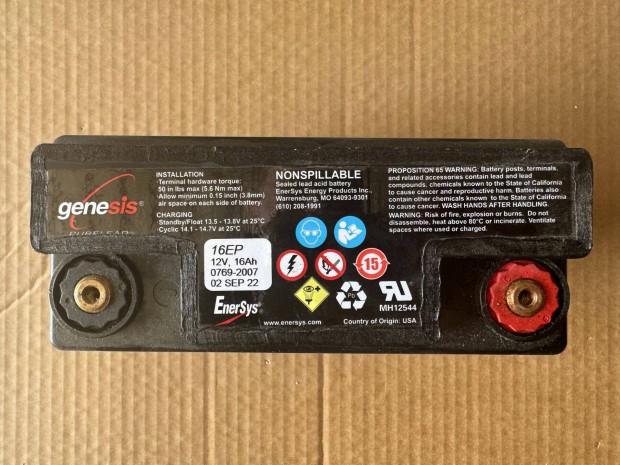 genesis®
PURELEAD
INSTALLATION
·Terminal hardware torque:
50 in lbs max (5.6 Nm max)
·Allow minimum 0.15 inch (3.8mm)
air space on each side of battery.
CHARGING
·Standby/Float 13.5 - 13.8V at 25°C
·Cyclic 14.1 - 14.7V at 25°C
16EP
12V, 16Ah
0769-2007
02 SEP 22
EnerSys®
NONSPILLABLE
Sealed lead acid battery
EnerSys Energy Products Inc.,
Warrensburg, MO 64093-9301
(610) 208-1991
15
Pb
MH12544
www.enersys.com
Country of Origin: USA
PROPOSITION 65 WARNING: Battery posts, terminals,
and related accessories contain lead and lead
compounds, chemicals known to the State of California
to cause cancer and reproductive harm. Batteries also
contain other chemicals known to the State of California
to cause cancer. WASH HANDS AFTER HANDLING.
WARNING: Risk of fire, explosion or burns. Do not
disassemble, heat above 80°C or incinerate. Ventilate
spaces where used or charged.